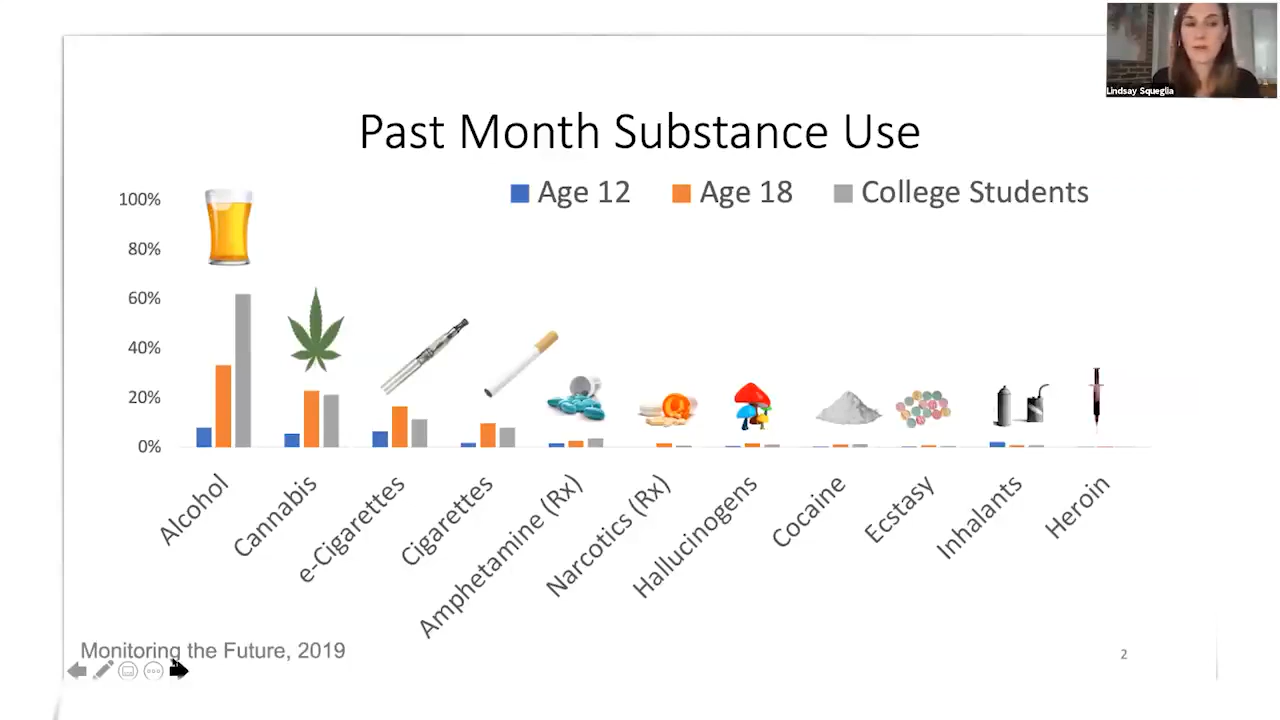 Lindsay Squeglia
Past Month Substance Use
Age 12 Age 18 College Students
100%
80%
60%
40%
20%
0%
Alcohol
Cannabis
e-Cigarettes
Cigarettes
Amphetamine (Rx)
Narcotics (Rx)
Hallucinogens
Cocaine
Ecstasy
Inhalants
Heroin
Monitoring the Future, 2019
2